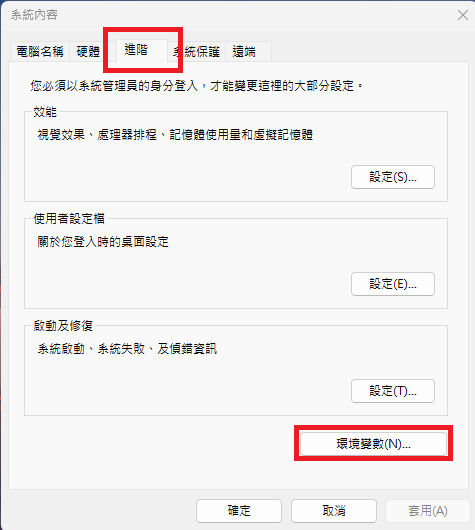 系統內容
電腦名稱 硬體 進階 系統保護 遠端
您必須以系統管理員的身分登入，才能變更這裡的大部分設定。
效能
視覺效果、處理器排程、記憶體使用量和虛擬記憶體
設定(S)...
使用者設定檔
關於您登入時的桌面設定
設定(E)...
啟動及修復
系統啟動、系統失敗、及偵錯資訊
設定(T)...
環境變數(N)...
確定 取消 套用(A)